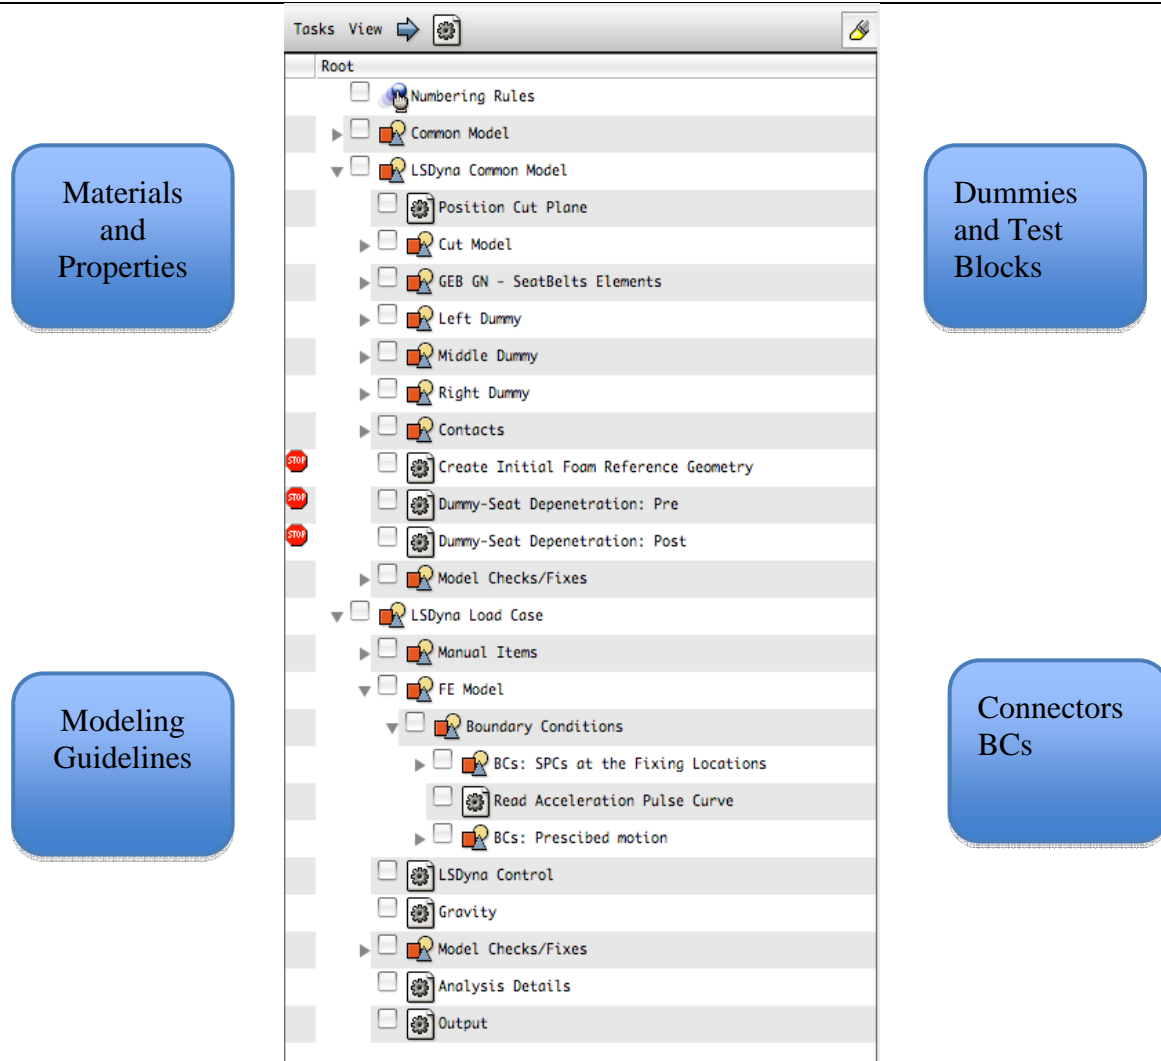 Tasks View
Root
Numbering Rules
Common Model
LSDyna Common Model
Position Cut Plane
Cut Model
GEB GN - SeatBelts Elements
Left Dummy
Middle Dummy
Right Dummy
Contacts
STOP
Create Initial Foam Reference Geometry
STOP
Dummy-Seat Depenetration: Pre
STOP
Dummy-Seat Depenetration: Post
Model Checks/Fixes
LSDyna Load Case
Manual Items
FE Model
Boundary Conditions
BCs: SPCs at the Fixing Locations
Read Acceleration Pulse Curve
BCs: Prescibed motion
LSDyna Control
Gravity
Model Checks/Fixes
Analysis Details
Output
Materials
and
Properties
Modeling
Guidelines
Dummies
and Test
Blocks
Connectors
BCs